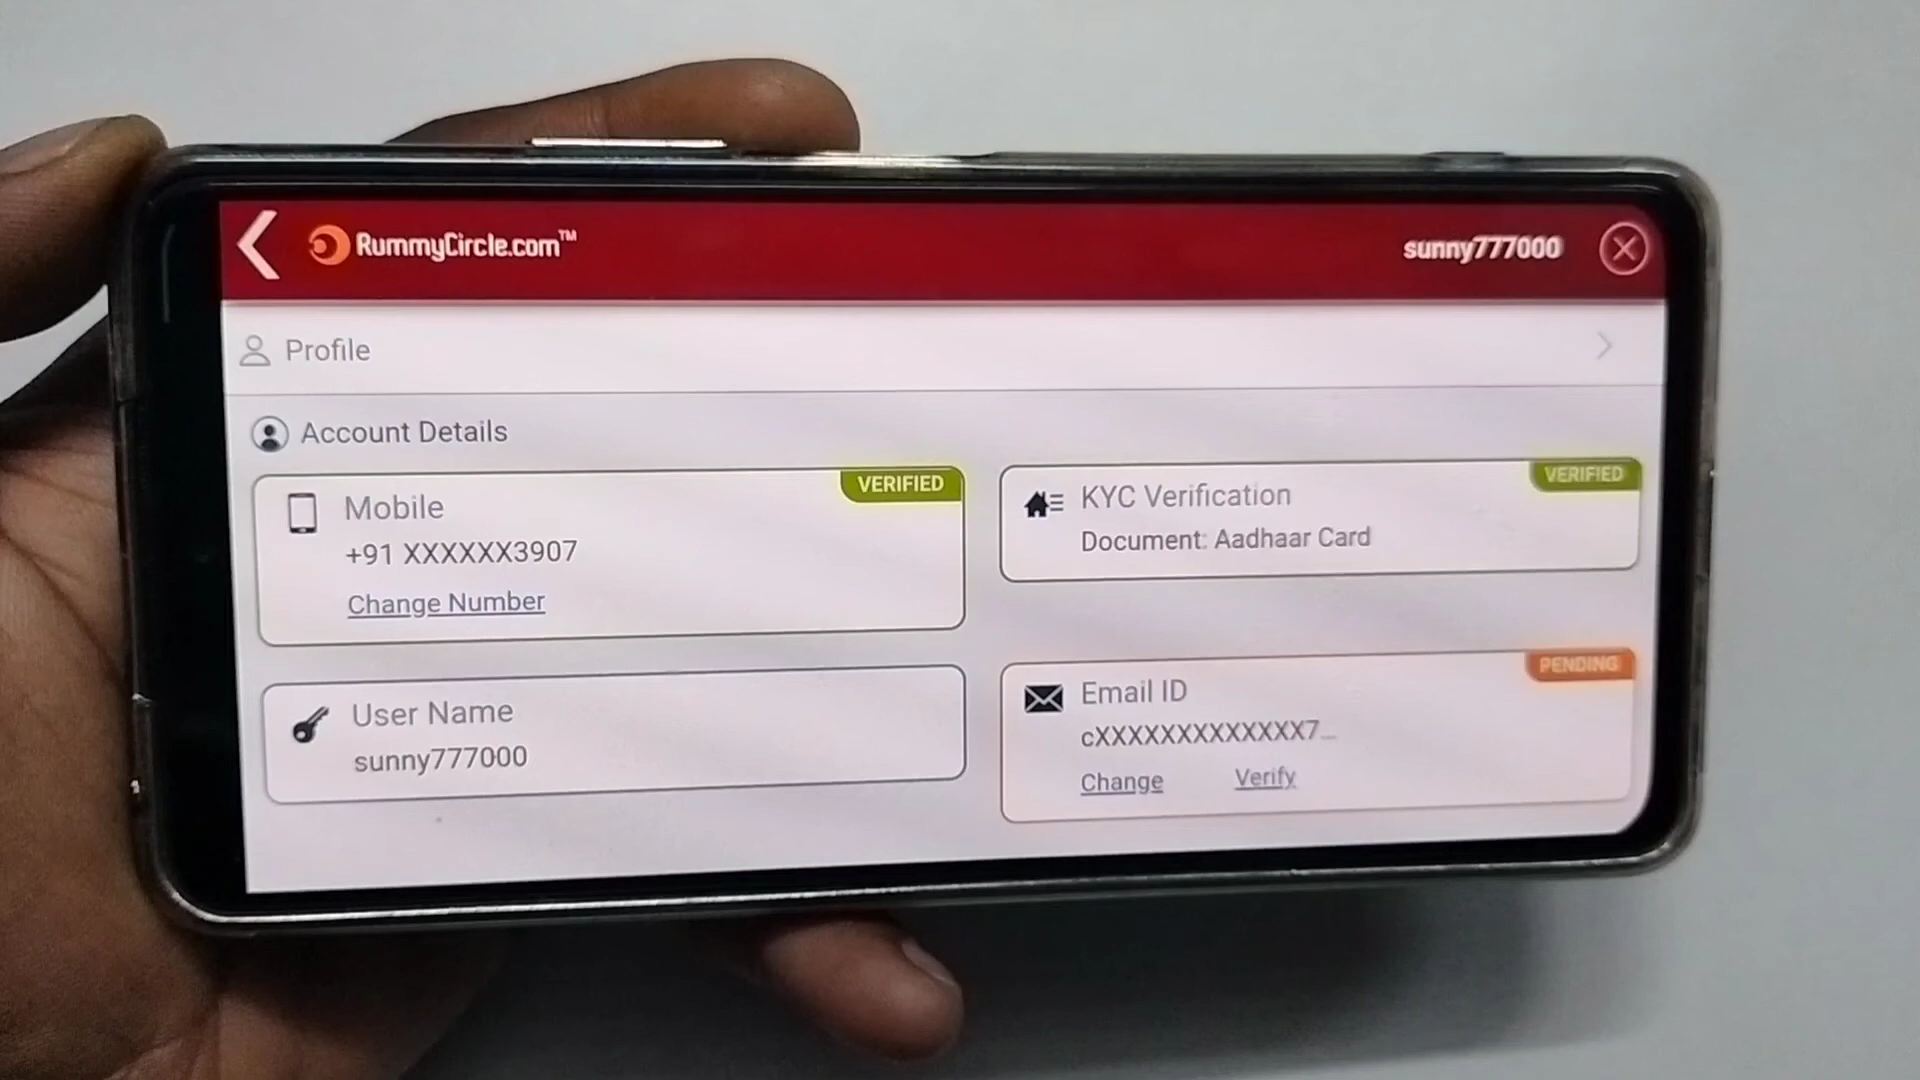 RummyCircle.com™
sunny777000
Profile
Account Details
Mobile
VERIFIED
+91 XXXXXX3907
Change Number
KYC Verification
VERIFIED
Document: Aadhaar Card
User Name
sunny777000
Email ID
PENDING
cXXXXXXXXXXXXX7...
Change Verify